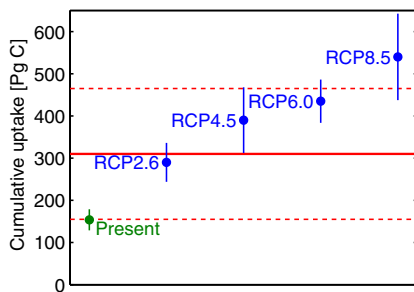 Cumulative uptake [Pg C]
600
500
400
300
200
100
0
RCP8.5
RCP6.0
RCP4.5
RCP2.6
Present